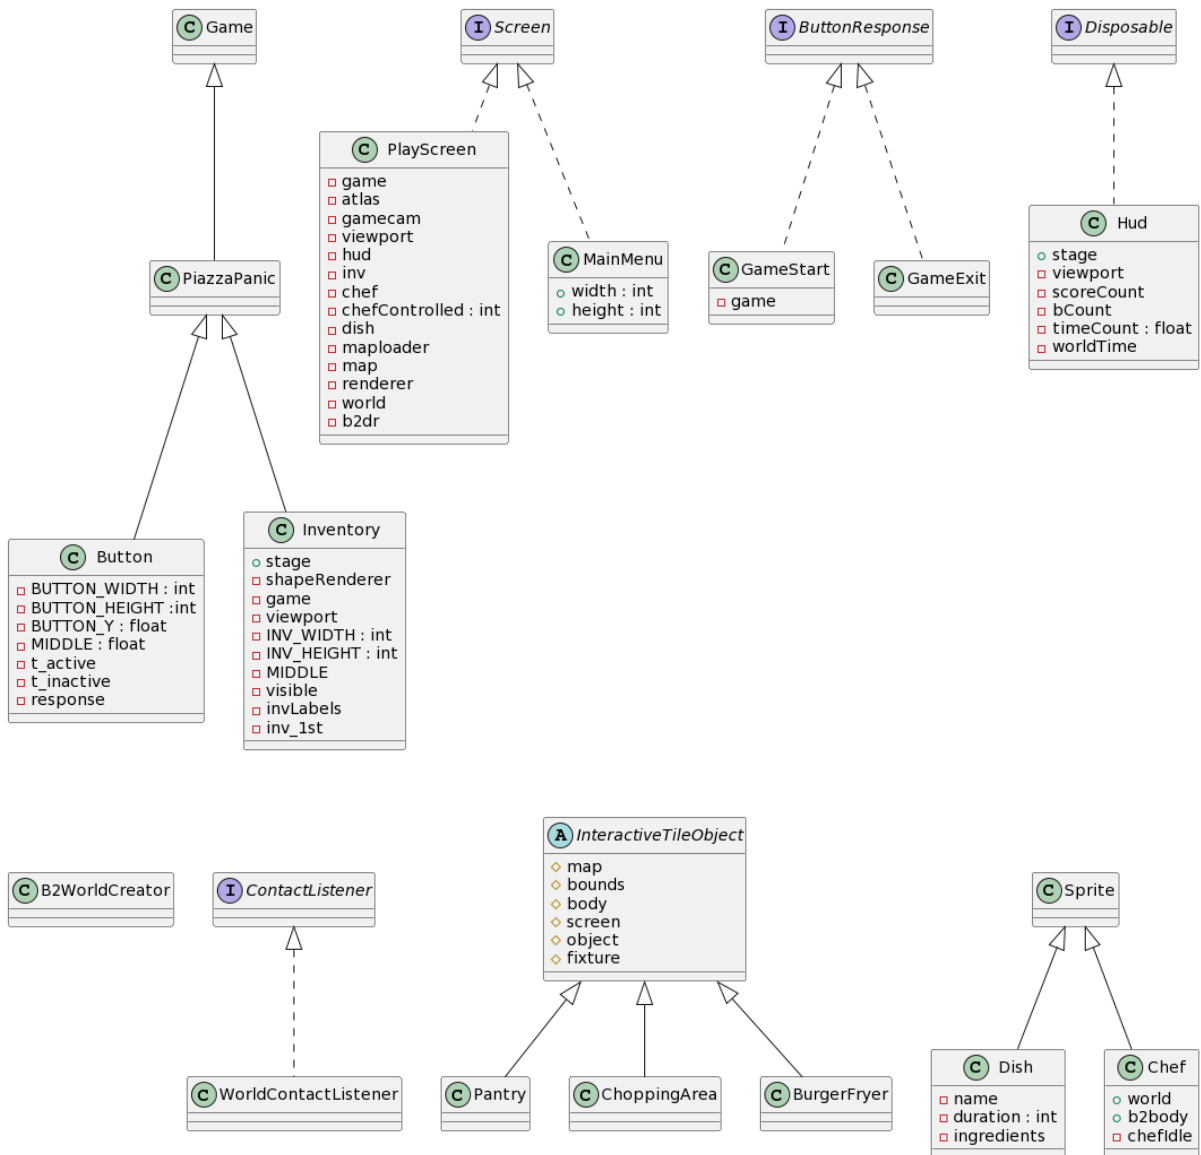 C Game
I Screen
I ButtonResponse
I Disposable
C PlayScreen
game
atlas
gamecam
viewport
hud
inv
chef
chefControlled : int
dish
maploader
map
renderer
world
b2dr
C Hud
stage
viewport
scoreCount
bCount
timeCount : float
worldTime
C MainMenu
width : int
height : int
C GameStart
game
C GameExit
C PiazzaPanic
C Button
BUTTON_WIDTH : int
BUTTON_HEIGHT :int
BUTTON_Y : float
MIDDLE : float
t_active
t_inactive
response
C Inventory
stage
shapeRenderer
game
viewport
INV_WIDTH : int
INV_HEIGHT : int
MIDDLE
visible
invLabels
inv_1st
A InteractiveTileObject
map
bounds
body
screen
object
fixture
C B2WorldCreator
I ContactListener
C Sprite
C WorldContactListener
C Pantry
C ChoppingArea
C BurgerFryer
C Dish
name
duration : int
ingredients
C Chef
world
b2body
chefIdle